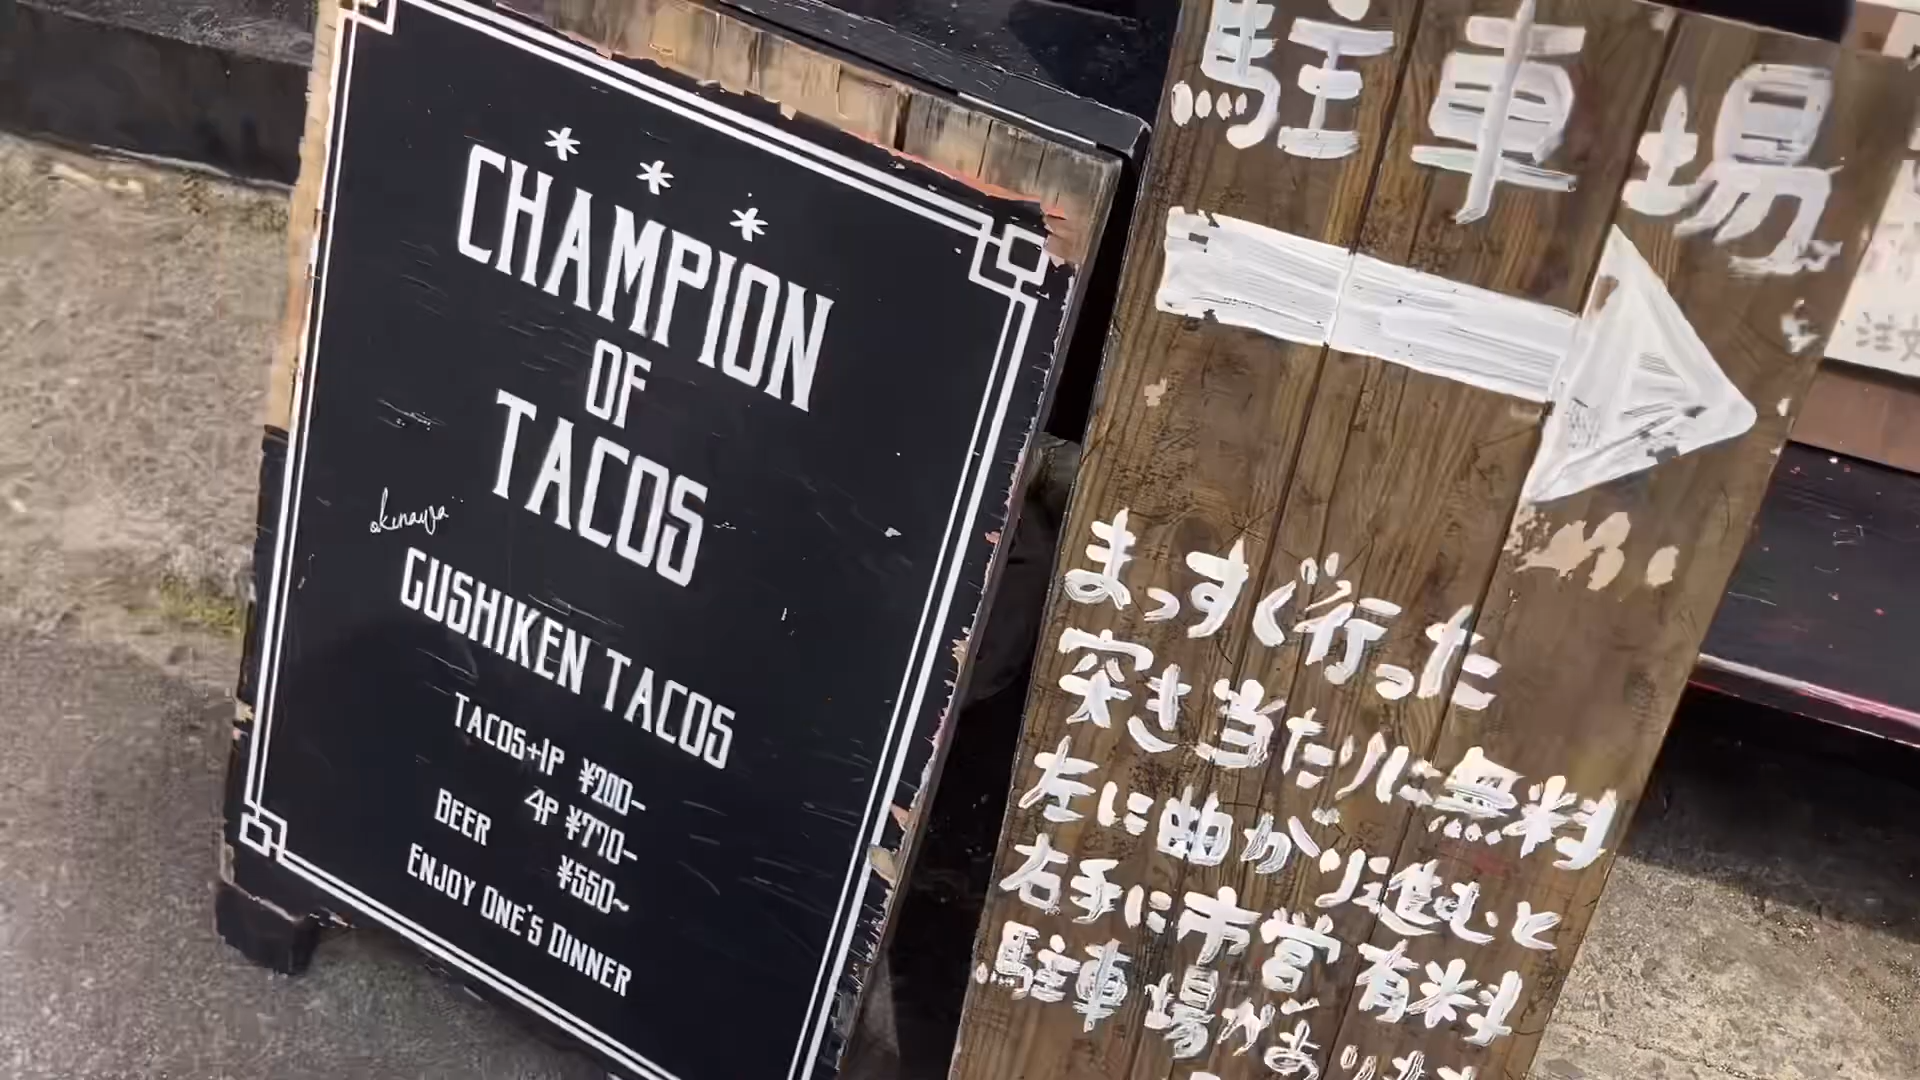 CHAMPION
OF
TACOS
okinawa
GUSHIKEN TACOS
TACOS+1P ¥200-
4P ¥770-
BEER ¥550~
ENJOY ONE'S DINNER
駐車場
まっすぐ行った
突き当たりに無料
左に曲がり進むと
右手に市営有料
駐車場があります
注文